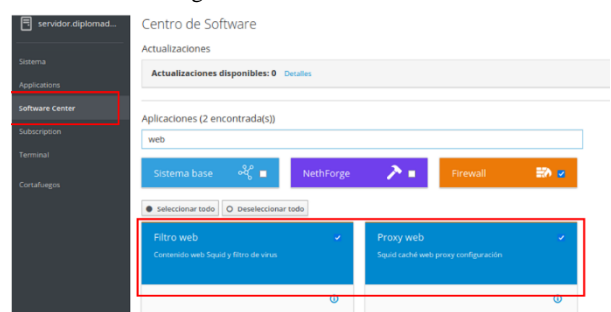 servidor.diplomad...
Sistema
Applications
Software Center
Subscription
Terminal
Cortafuegos
Centro de Software
Actualizaciones
Actualizaciones disponibles: 0 Detalles
Aplicaciones (2 encontrada(s))
web
Sistema base
NethForge
Firewall
Seleccionar todo
Deseleccionar todo
Filtro web
Contenido web Squid y filtro de virus
Proxy web
Squid caché web proxy configuración